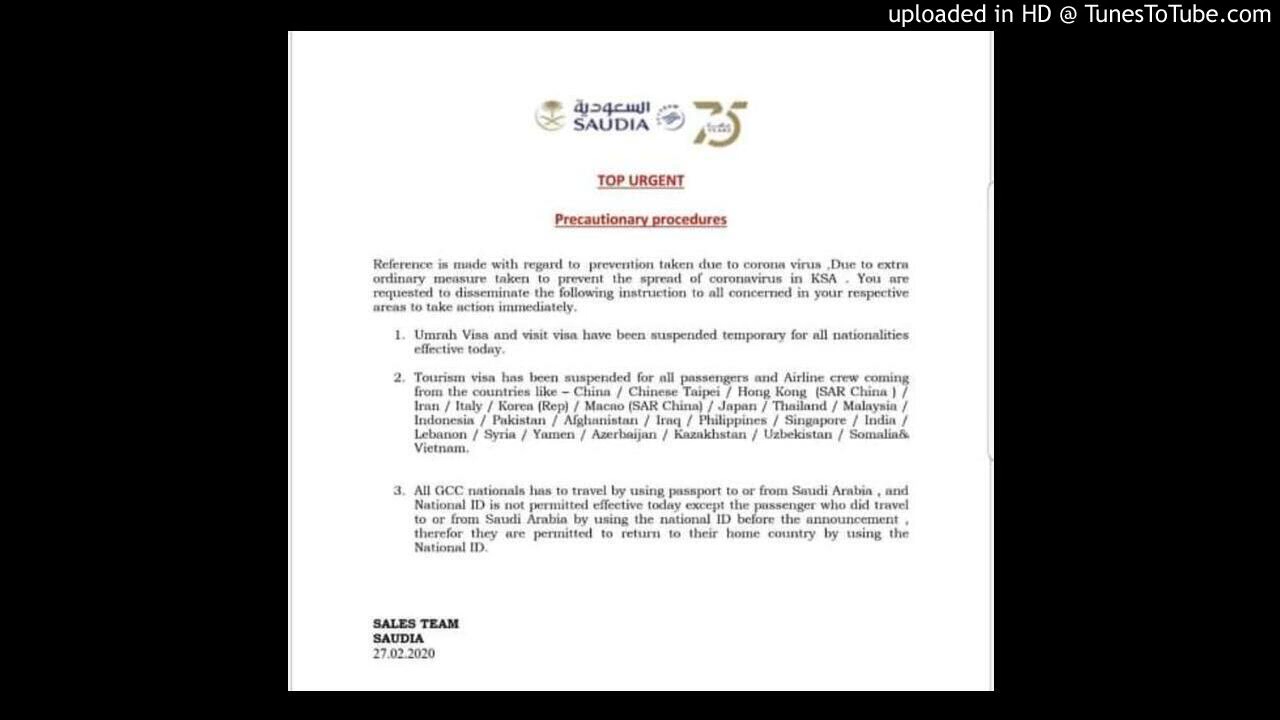 uploaded in HD @ TunesToTube.com
السعودية
SAUDIA
75
YEARS
TOP URGENT
Precautionary procedures
Reference is made with regard to prevention taken due to corona virus ,Due to extra
ordinary measure taken to prevent the spread of coronavirus in KSA . You are
requested to disseminate the following instruction to all concerned in your respective
areas to take action immediately.
1. Umrah Visa and visit visa have been suspended temporary for all nationalities
effective today.
2. Tourism visa has been suspended for all passengers and Airline crew coming
from the countries like – China / Chinese Taipei / Hong Kong (SAR China ) /
Iran / Italy / Korea (Rep) / Macao (SAR China) / Japan / Thailand / Malaysia /
Indonesia / Pakistan / Afghanistan / Iraq / Philippines / Singapore / India /
Lebanon / Syria / Yamen / Azerbaijan / Kazakhstan / Uzbekistan / Somalia&
Vietnam.
3. All GCC nationals has to travel by using passport to or from Saudi Arabia , and
National ID is not permitted effective today except the passenger who did travel
to or from Saudi Arabia by using the national ID before the announcement ,
therefor they are permitted to return to their home country by using the
National ID.
SALES TEAM
SAUDIA
27.02.2020